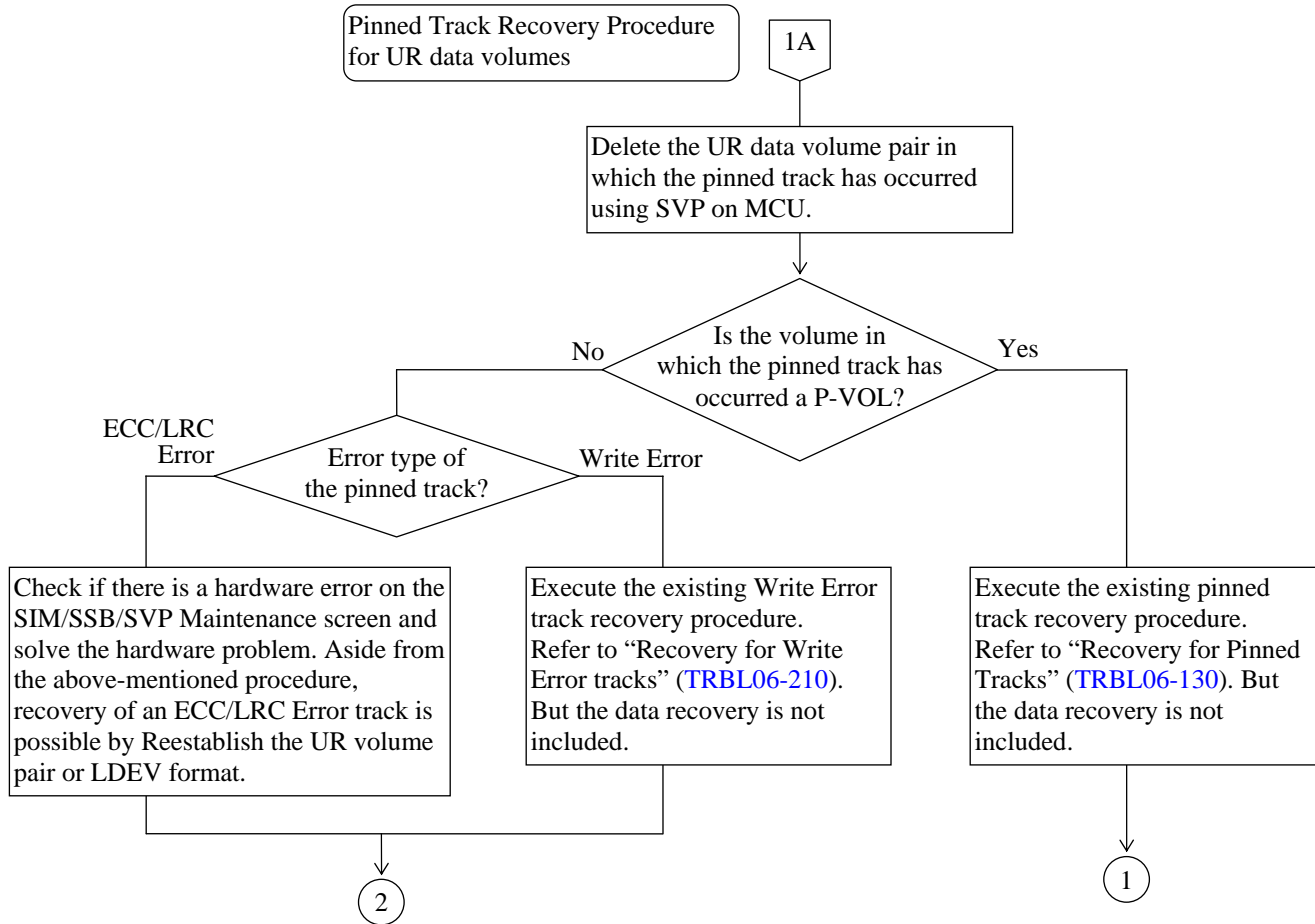 Pinned Track Recovery Procedure
for UR data volumes
1A
Delete the UR data volume pair in
which the pinned track has occurred
using SVP on MCU.
Is the volume in
which the pinned track has
occurred a P-VOL?
No
Yes
ECC/LRC
Error
Error type of
the pinned track?
Write Error
Check if there is a hardware error on the
SIM/SSB/SVP Maintenance screen and
solve the hardware problem. Aside from
the above-mentioned procedure,
recovery of an ECC/LRC Error track is
possible by Reestablish the UR volume
pair or LDEV format.
Execute the existing Write Error
track recovery procedure.
Refer to “Recovery for Write
Error tracks” (TRBL06-210).
But the data recovery is not
included.
Execute the existing pinned
track recovery procedure.
Refer to “Recovery for Pinned
Tracks” (TRBL06-130). But
the data recovery is not
included.
2
1